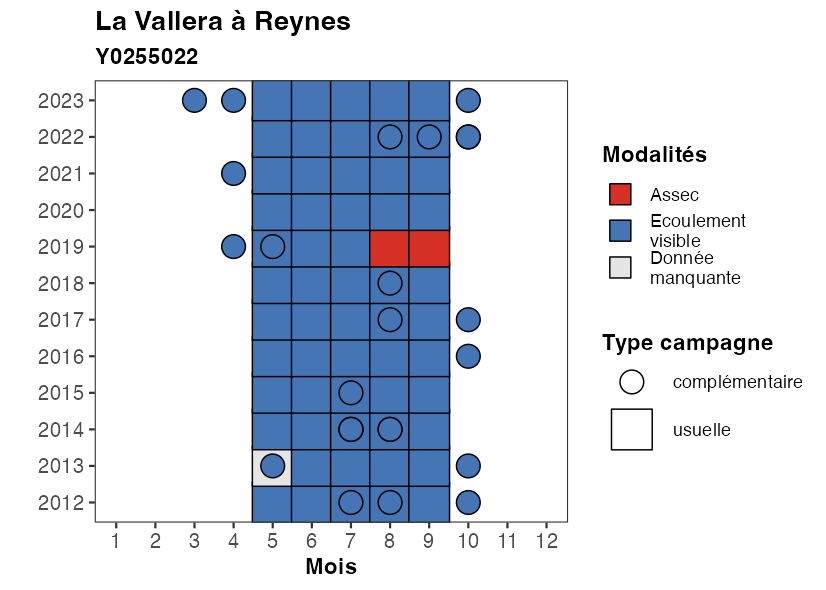 La Vallera à Reynes
Y0255022
2023
2022
2021
2020
2019
2018
2017
2016
2015
2014
2013
2012
1 2 3 4 5 6 7 8 9 10 11 12
Mois
Modalités
Assec
Ecoulement
visible
Donnée
manquante
Type campagne
complémentaire
usuelle